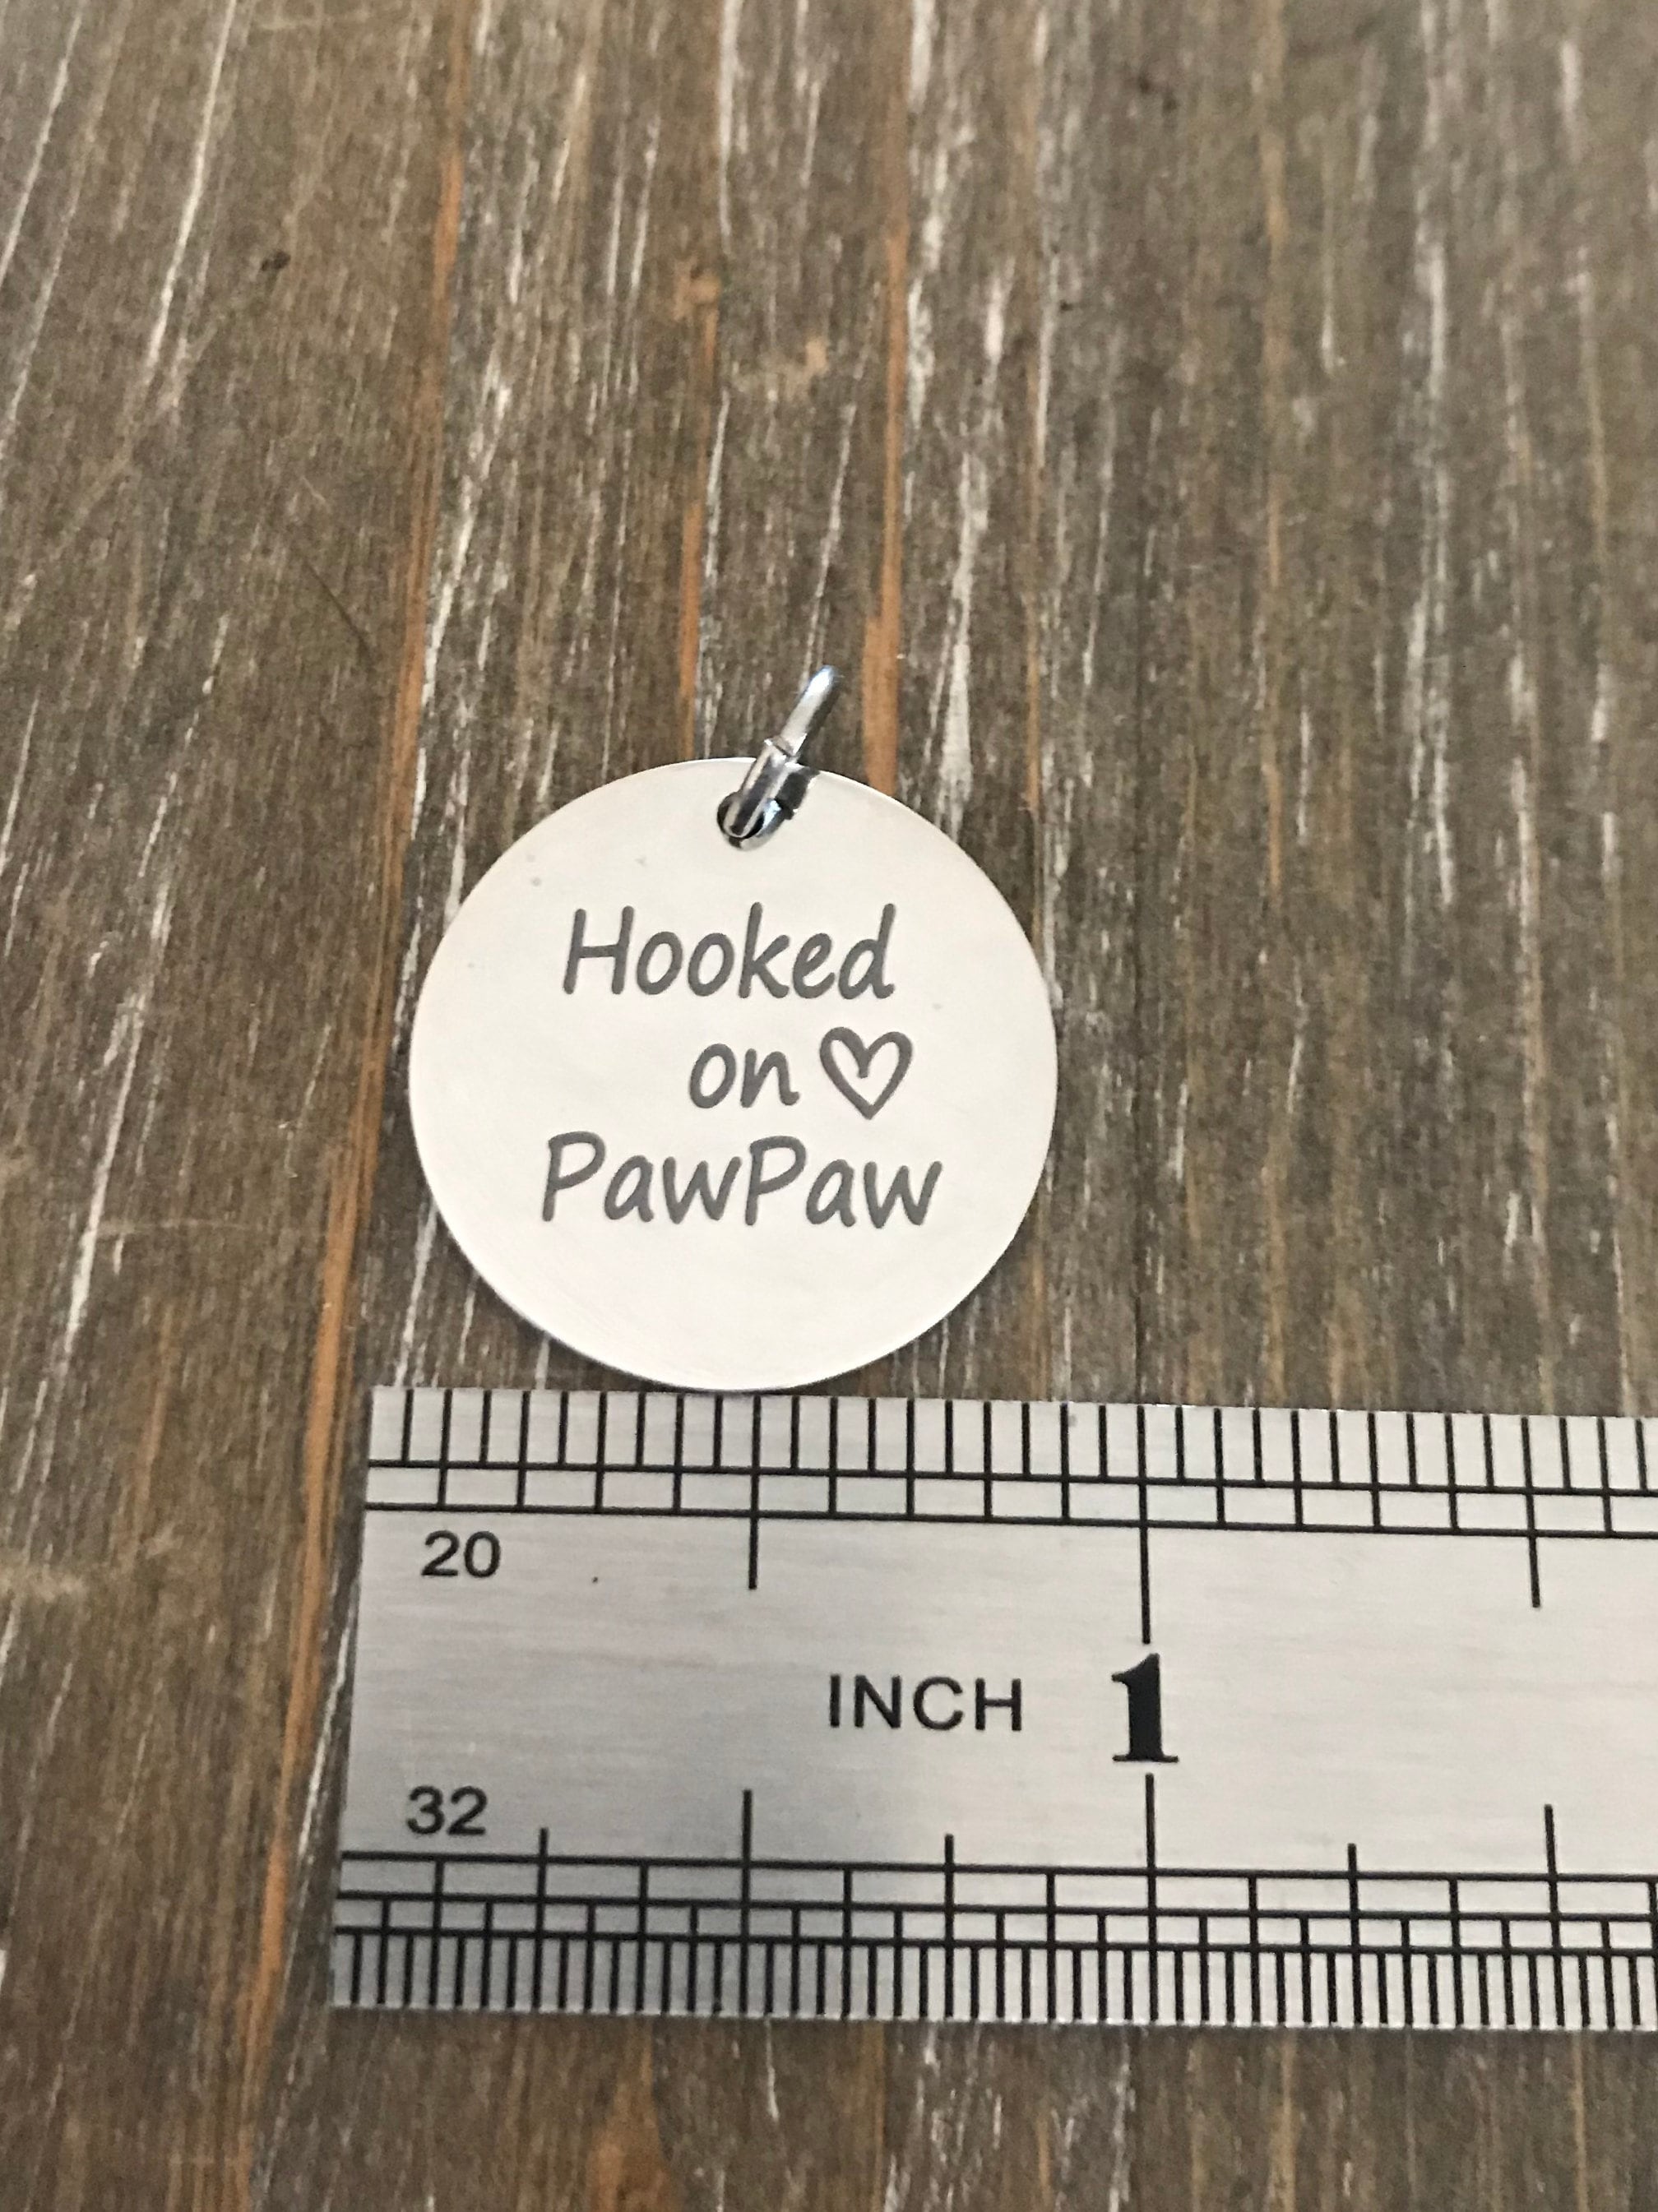 Hooked
on ♡
PawPaw
20
INCH 1
32